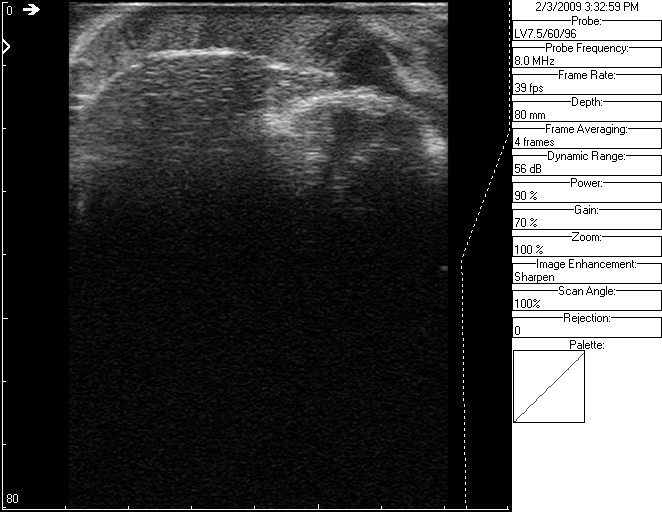 0
80
2/3/2009 3:32:59 PM
Probe:
LV7.5/60/96
Probe Frequency:
8.0 MHz
Frame Rate:
39 fps
Depth:
80 mm
Frame Averaging:
4 frames
Dynamic Range:
56 dB
Power:
90 %
Gain:
70 %
Zoom:
100 %
Image Enhancement:
Sharpen
Scan Angle:
100%
Rejection:
0
Palette: